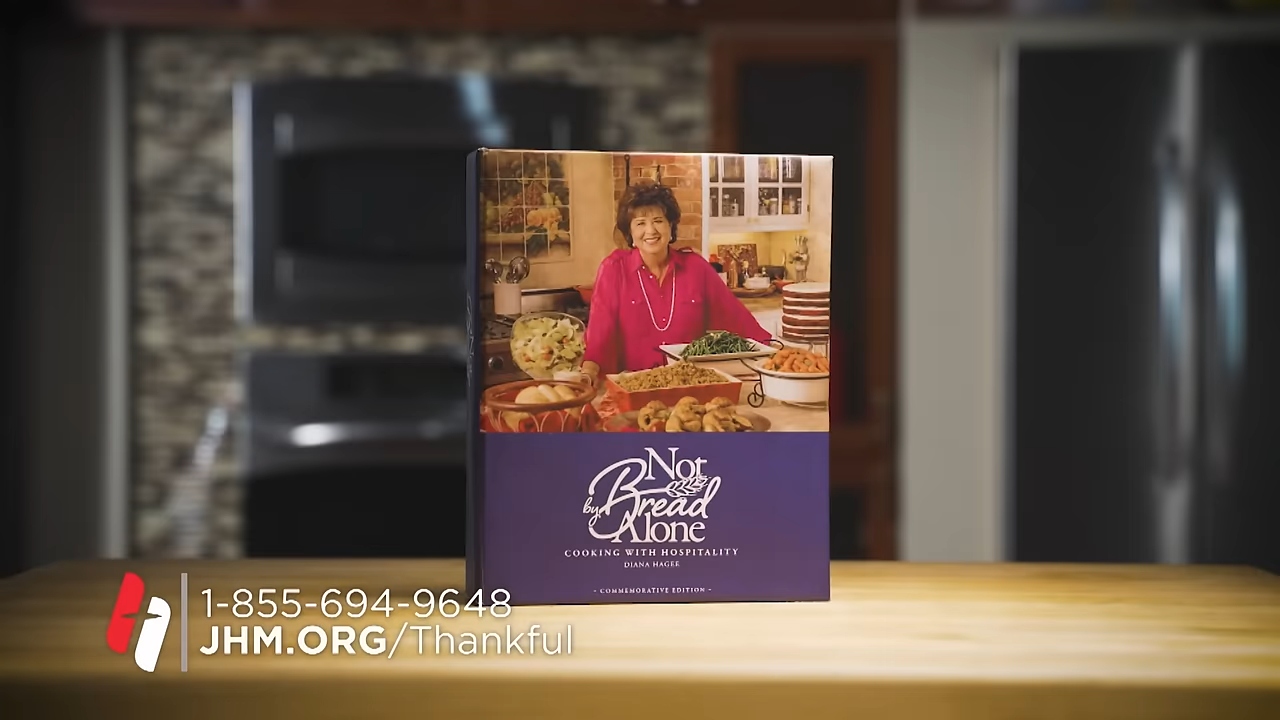 Not
by Bread
Alone
COOKING WITH HOSPITALITY
DIANA HAGEE
- COMMEMORATIVE EDITION -
1-855-694-9648
JHM.ORG/Thankful